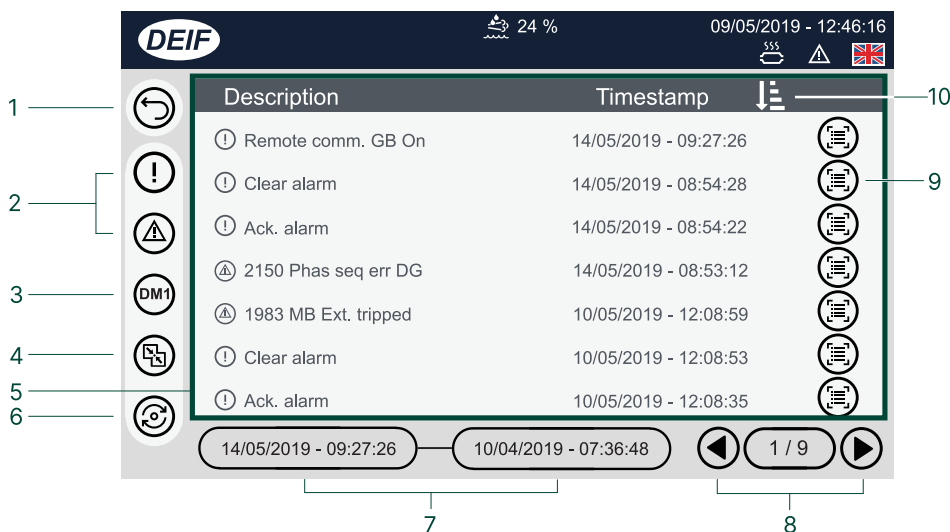 DEIF
24 %
09/05/2019 - 12:46:16
Description Timestamp
10
1
Remote comm. GB On 14/05/2019 - 09:27:26
Clear alarm 14/05/2019 - 08:54:28
9
2
Ack. alarm 14/05/2019 - 08:54:22
2150 Phas seq err DG 14/05/2019 - 08:53:12
3
DM1
1983 MB Ext. tripped 10/05/2019 - 12:08:59
4
Clear alarm 10/05/2019 - 12:08:53
5
Ack. alarm 10/05/2019 - 12:08:35
6
14/05/2019 - 09:27:26 10/04/2019 - 07:36:48 1 / 9
7
8